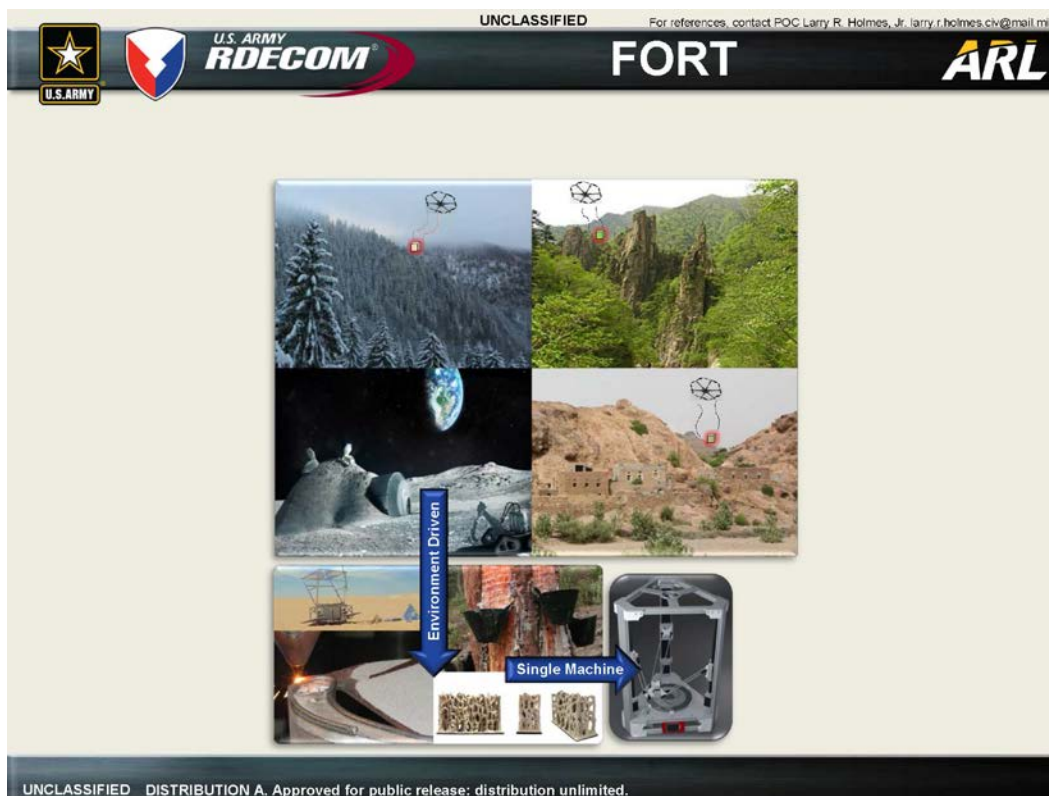 UNCLASSIFIED
For references, contact POC Larry R. Holmes, Jr. larry.r.holmes.civ@mail.mi
U.S. ARMY
RDECOM®
FORT
ARL
U.S.ARMY
Environment Driven
Single Machine
UNCLASSIFIED DISTRIBUTION A. Approved for public release: distribution unlimited.